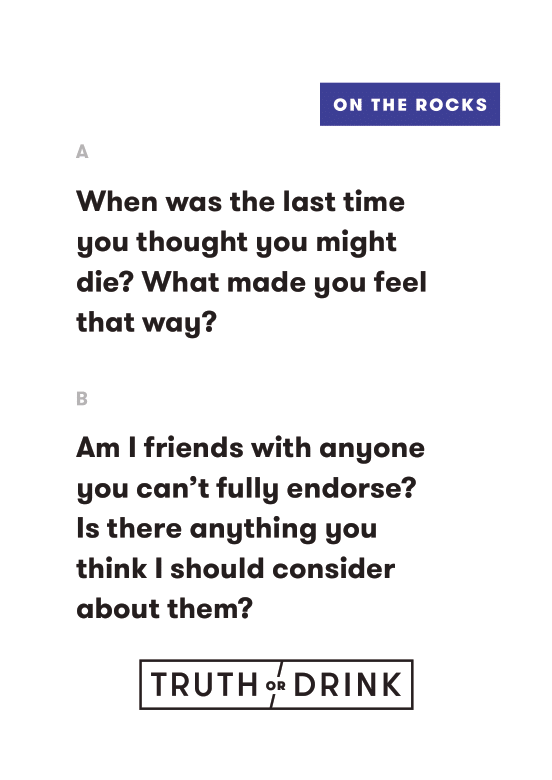 ON THE ROCKS
A
When was the last time
you thought you might
die? What made you feel
that way?
B
Am I friends with anyone
you can't fully endorse?
Is there anything you
think I should consider
about them?
TRUTH OR DRINK